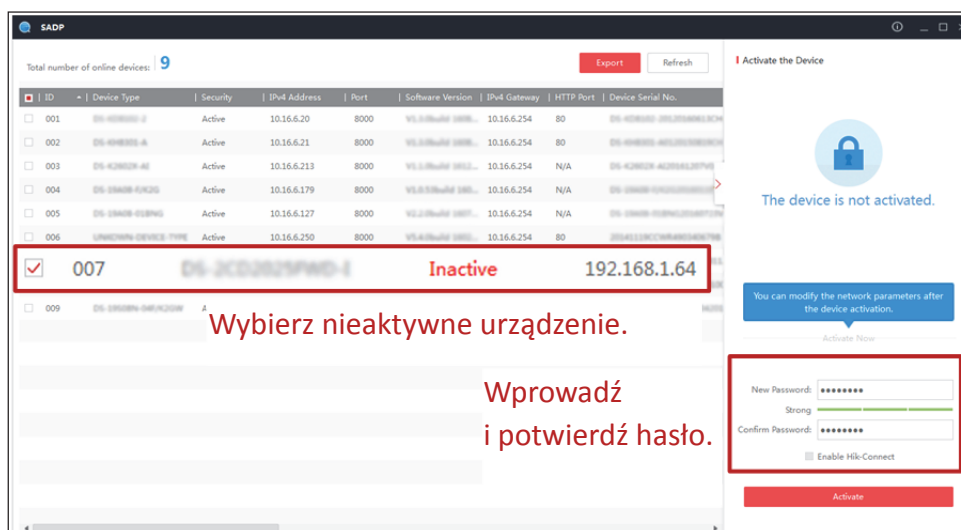 SADP
Total number of online devices: 9
Export
Refresh
ID Device Type Security IPv4 Address Port Software Version IPv4 Gateway HTTP Port Device Serial No.
001 Active 10.16.6.20 8000 10.16.6.254 80
002 Active 10.16.6.21 8000 10.16.6.254 80
003 Active 10.16.6.213 8000 10.16.6.254 N/A
004 Active 10.16.6.179 8000 10.16.6.254 N/A
005 Active 10.16.6.127 8000 10.16.6.254 N/A
006 Active 10.16.6.250 8000 10.16.6.254 80
007 Inactive 192.168.1.64
009
Wybierz nieaktywne urządzenie.
Wprowadź
i potwierdź hasło.
Activate the Device
The device is not activated.
You can modify the network parameters after
the device activation.
Activate Now
New Password:
Strong
Confirm Password:
Enable Hik-Connect
Activate